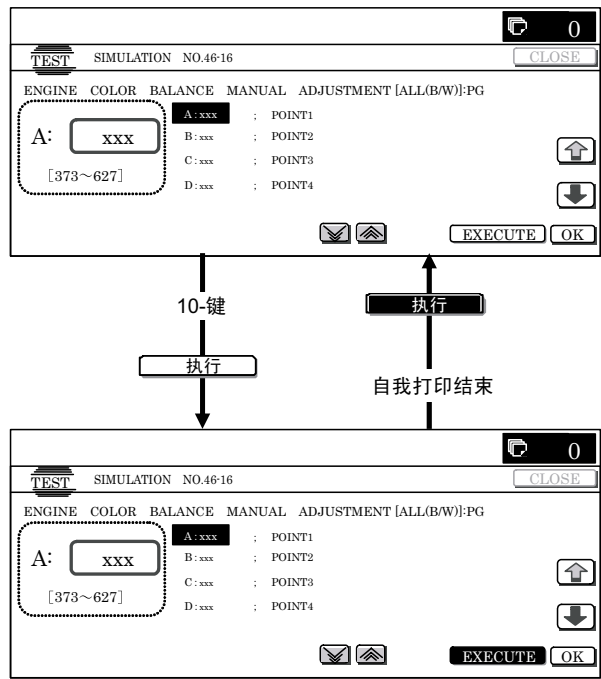 0
TEST SIMULATION NO.46-16 CLOSE
ENGINE COLOR BALANCE MANUAL ADJUSTMENT [ALL(B/W)]:PG
A: xxx
[373～627]
A : xxx ; POINT1
B : xxx ; POINT2
C : xxx ; POINT3
D : xxx ; POINT4
EXECUTE OK
10-键
执行
执行
自我打印结束
0
TEST SIMULATION NO.46-16 CLOSE
ENGINE COLOR BALANCE MANUAL ADJUSTMENT [ALL(B/W)]:PG
A: xxx
[373～627]
A : xxx ; POINT1
B : xxx ; POINT2
C : xxx ; POINT3
D : xxx ; POINT4
EXECUTE OK